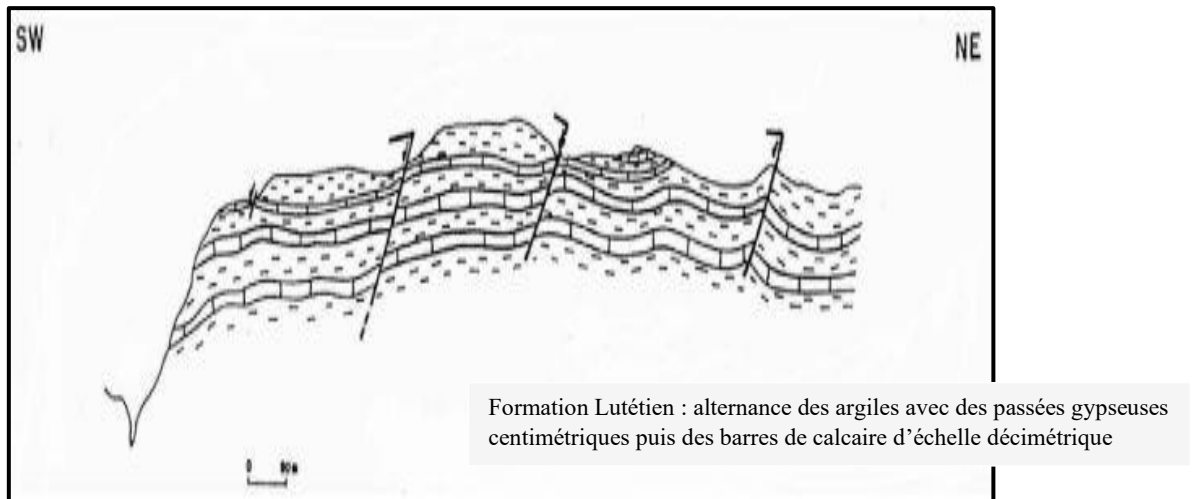 SW
NE
Formation Lutétien : alternance des argiles avec des passées gypseuses
centimétriques puis des barres de calcaire d’échelle décimétrique
0